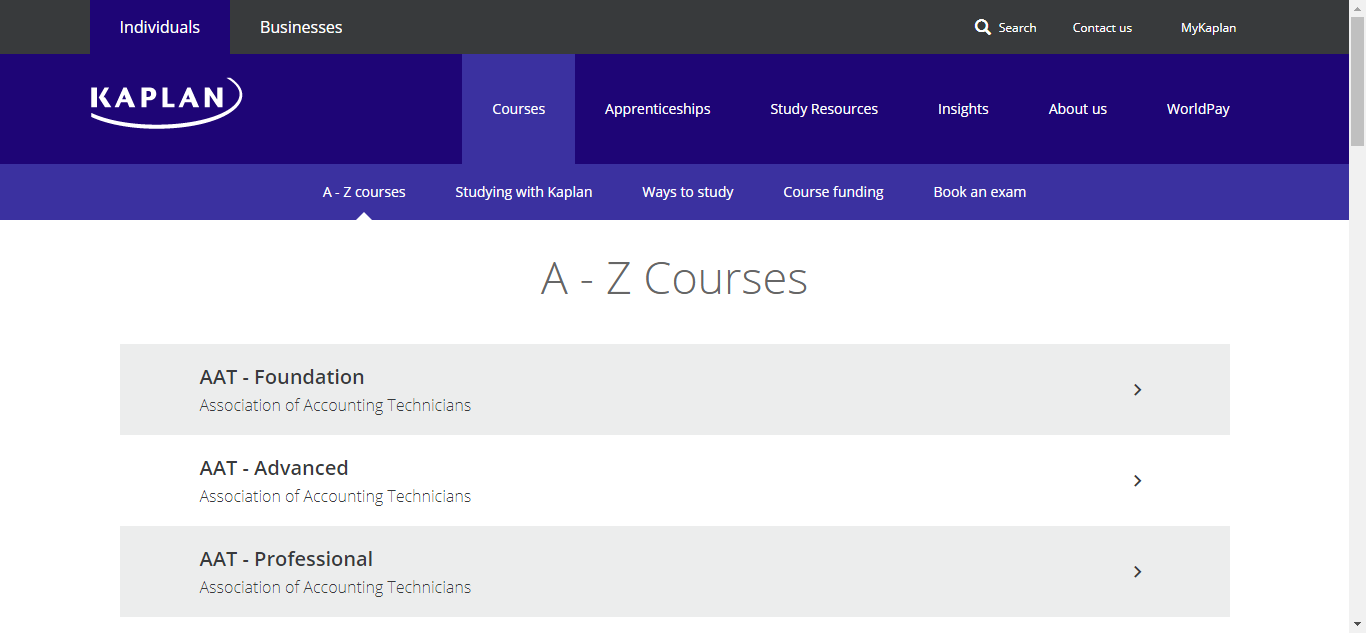 Individuals
Businesses
Search
Contact us
MyKaplan
KAPLAN
Courses
Apprenticeships
Study Resources
Insights
About us
WorldPay
A - Z courses
Studying with Kaplan
Ways to study
Course funding
Book an exam
A - Z Courses
AAT - Foundation
Association of Accounting Technicians
AAT - Advanced
Association of Accounting Technicians
AAT - Professional
Association of Accounting Technicians